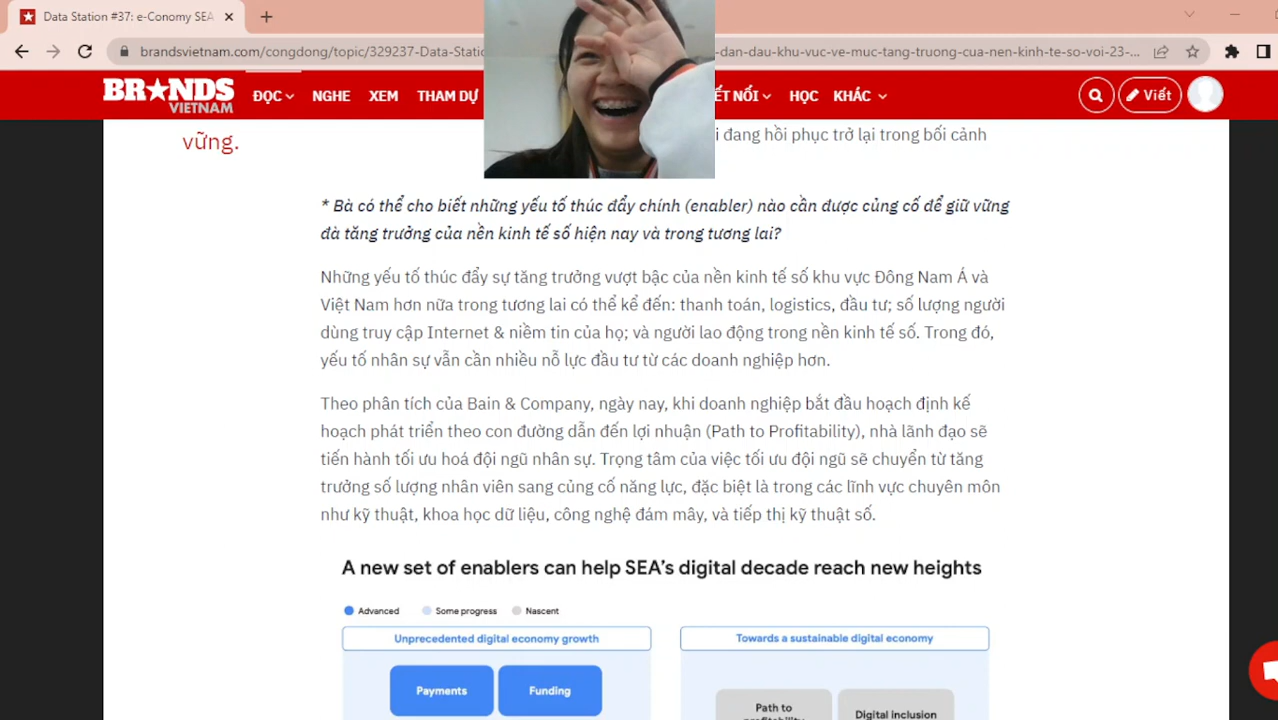 Data Station #37: e-Conomy SEA
brandsvietnam.com/congdong/topic/329237-Data-Static
-dan-dau-khu-vuc-ve-muc-tang-truong-cua-nen-kinh-te-so-voi-23-...
BRANDS
VIETNAM
ĐỌC
NGHE
XEM
THAM DỰ
ẾT NỐI
HỌC
KHÁC
Viết
vững.
i đang hồi phục trở lại trong bối cảnh
* Bà có thể cho biết những yếu tố thúc đẩy chính (enabler) nào cần được củng cố để giữ vững
đà tăng trưởng của nền kinh tế số hiện nay và trong tương lai?
Những yếu tố thúc đẩy sự tăng trưởng vượt bậc của nền kinh tế số khu vực Đông Nam Á và
Việt Nam hơn nữa trong tương lai có thể kể đến: thanh toán, logistics, đầu tư; số lượng người
dùng truy cập Internet & niềm tin của họ; và người lao động trong nền kinh tế số. Trong đó,
yếu tố nhân sự vẫn cần nhiều nỗ lực đầu tư từ các doanh nghiệp hơn.
Theo phân tích của Bain & Company, ngày nay, khi doanh nghiệp bắt đầu hoạch định kế
hoạch phát triển theo con đường dẫn đến lợi nhuận (Path to Profitability), nhà lãnh đạo sẽ
tiến hành tối ưu hoá đội ngũ nhân sự. Trọng tâm của việc tối ưu đội ngũ sẽ chuyển từ tăng
trưởng số lượng nhân viên sang củng cố năng lực, đặc biệt là trong các lĩnh vực chuyên môn
như kỹ thuật, khoa học dữ liệu, công nghệ đám mây, và tiếp thị kỹ thuật số.
A new set of enablers can help SEA's digital decade reach new heights
Advanced
Some progress
Nascent
Unprecedented digital economy growth
Towards a sustainable digital economy
Payments
Funding
Path to
profitability
Digital inclusion